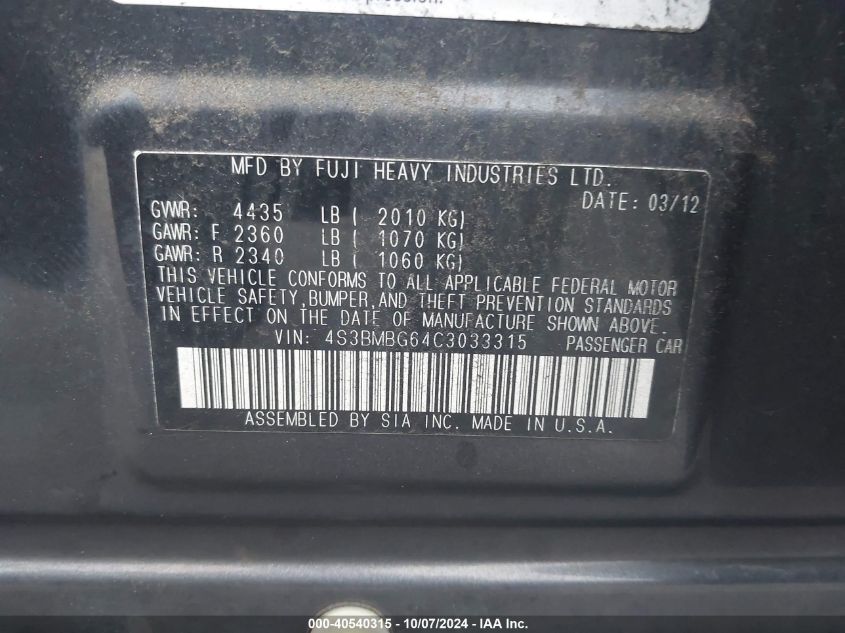 MFD BY FUJI HEAVY INDUSTRIES LTD.
DATE: 03/12
GVWR: 4435 LB ( 2010 KG)
GAWR: F 2360 LB ( 1070 KG)
GAWR: R 2340 LB ( 1060 KG)
THIS VEHICLE CONFORMS TO ALL APPLICABLE FEDERAL MOTOR
VEHICLE SAFETY, BUMPER, AND THEFT PREVENTION STANDARDS
IN EFFECT ON THE DATE OF MANUFACTURE SHOWN ABOVE.
VIN: 4S3BMBG64C3033315 PASSENGER CAR
ASSEMBLED BY SIA INC. MADE IN U.S.A.
000-40540315 - 10/07/2024 - IAA Inc.